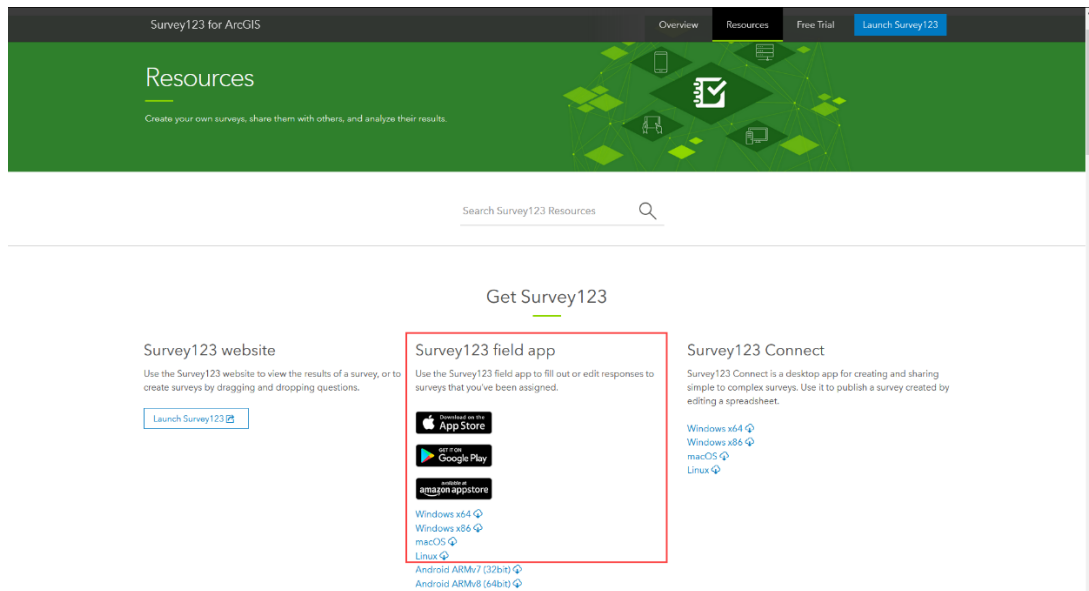 Survey123 for ArcGIS
Overview
Resources
Free Trial
Launch Survey123
Resources
Create your own surveys, share them with others, and analyze their results.
Search Survey123 Resources
Get Survey123
Survey123 website
Use the Survey123 website to view the results of a survey, or to
create surveys by dragging and dropping questions.
Launch Survey123
Survey123 field app
Use the Survey123 field app to fill out or edit responses to
surveys that you've been assigned.
Download on the
App Store
GET IT ON
Google Play
available at
amazon appstore
Windows x64
Windows x86
macOS
Linux
Android ARMv7 (32bit)
Android ARMv8 (64bit)
Survey123 Connect
Survey123 Connect is a desktop app for creating and sharing
simple to complex surveys. Use it to publish a survey created by
editing a spreadsheet.
Windows x64
Windows x86
macOS
Linux